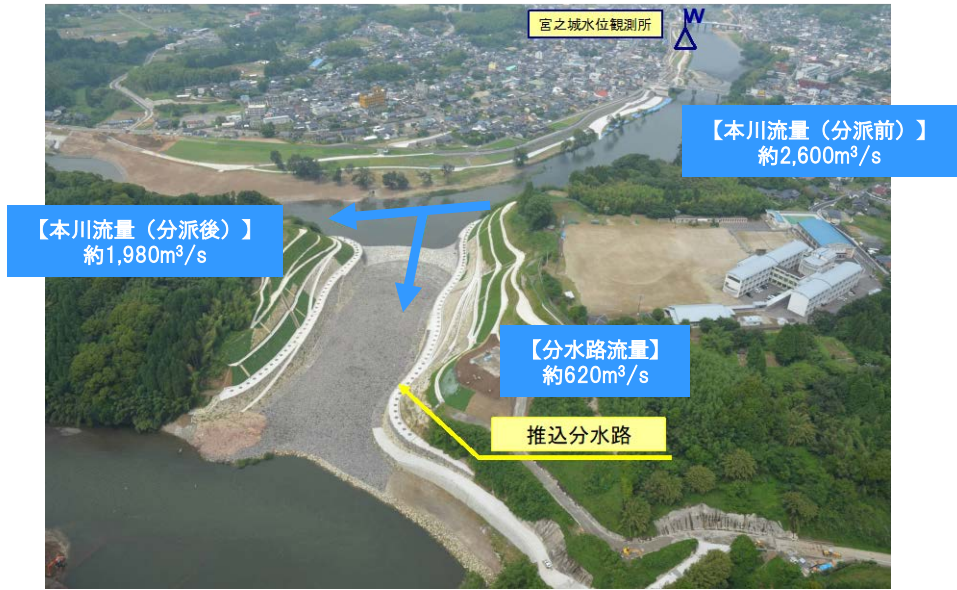 宮之城水位観測所
W
【本川流量（分派前）】
約2,600m³/s
【本川流量（分派後）】
約1,980m³/s
【分水路流量】
約620m³/s
推込分水路